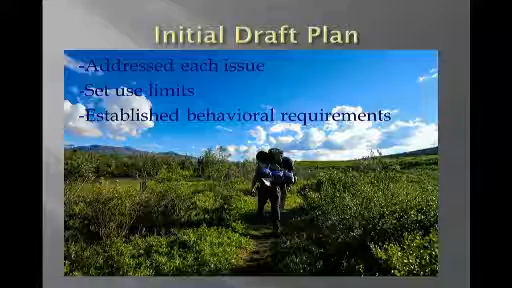 Initial Draft Plan
-Addressed each issue
-Set use limits
-Established behavioral requirements